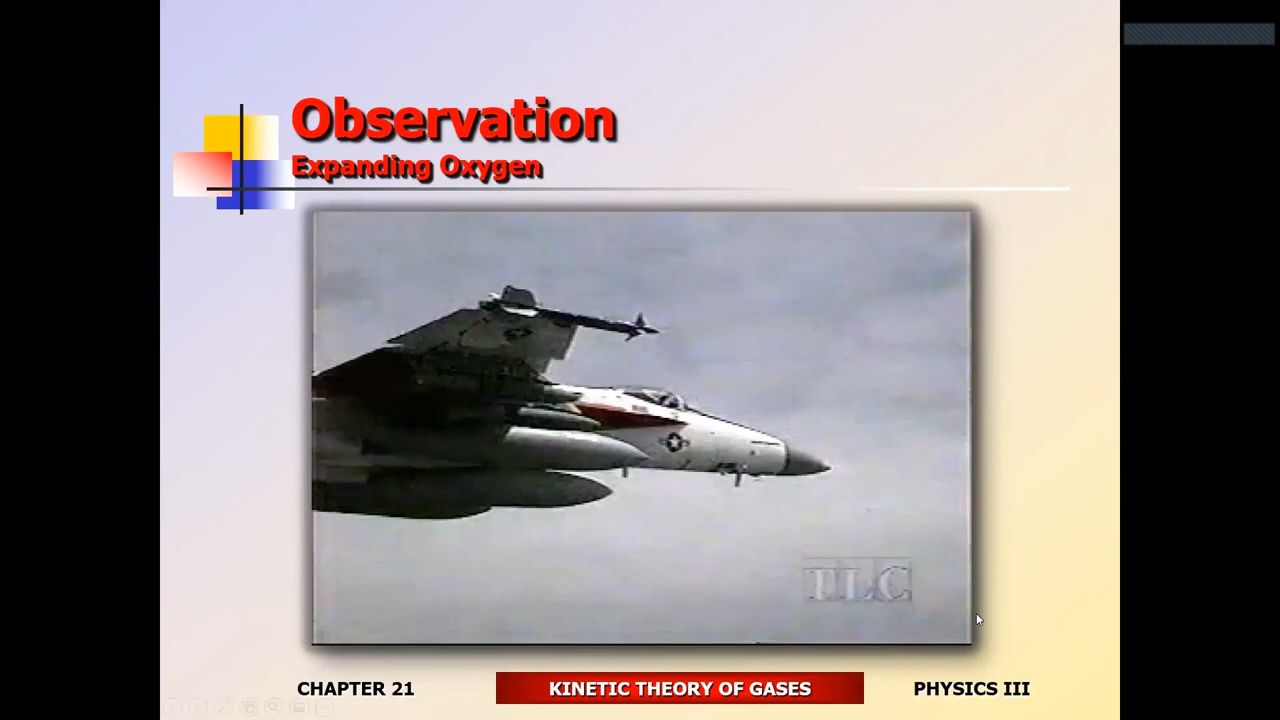 Observation
Expanding Oxygen
TLC
CHAPTER 21
KINETIC THEORY OF GASES
PHYSICS III